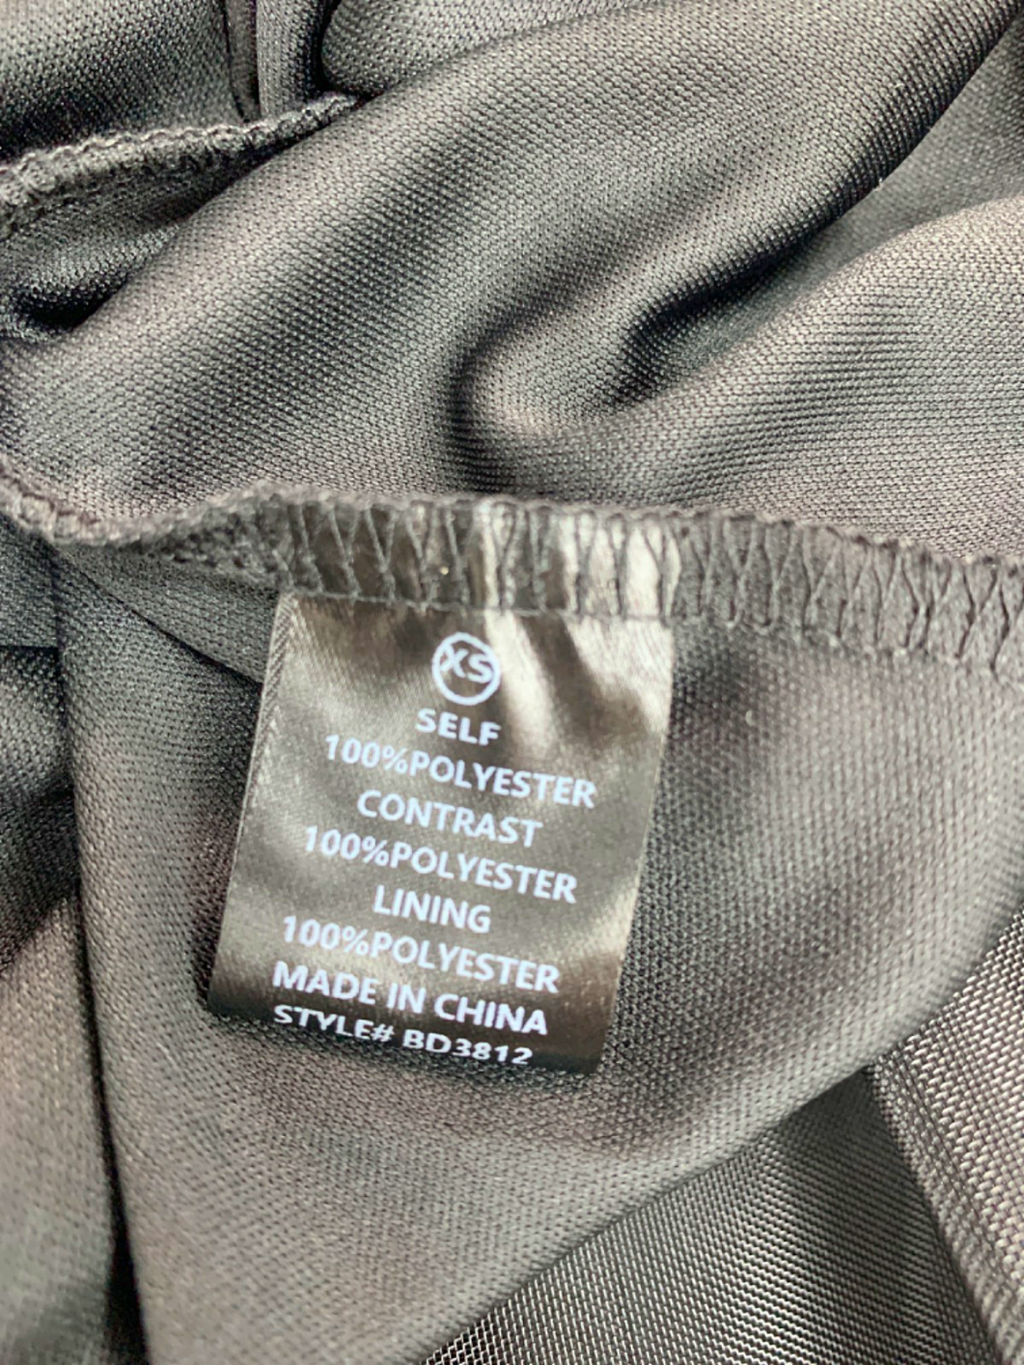 XS
SELF
100%POLYESTER
CONTRAST
100%POLYESTER
LINING
100%POLYESTER
MADE IN CHINA
STYLE# BD3812